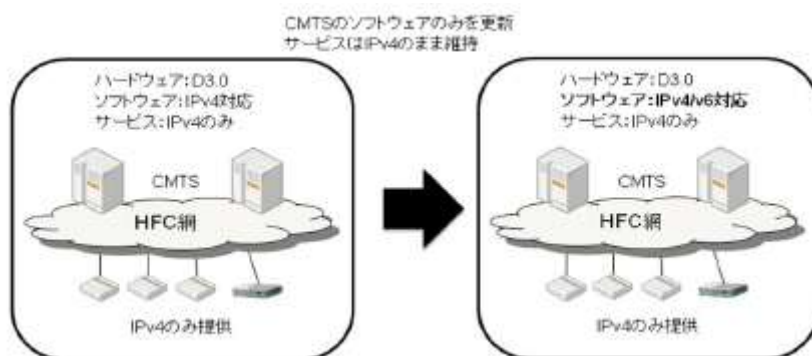 CMTSのソフトウェアのみを更新
サービスはIPv4のまま維持
ハードウェア:D3.0
ソフトウェア:IPv4対応
サービス:IPv4のみ
CMTS
HFC網
IPv4のみ提供
ハードウェア:D3.0
ソフトウェア:IPv4/v6対応
サービス:IPv4のみ
CMTS
HFC網
IPv4のみ提供